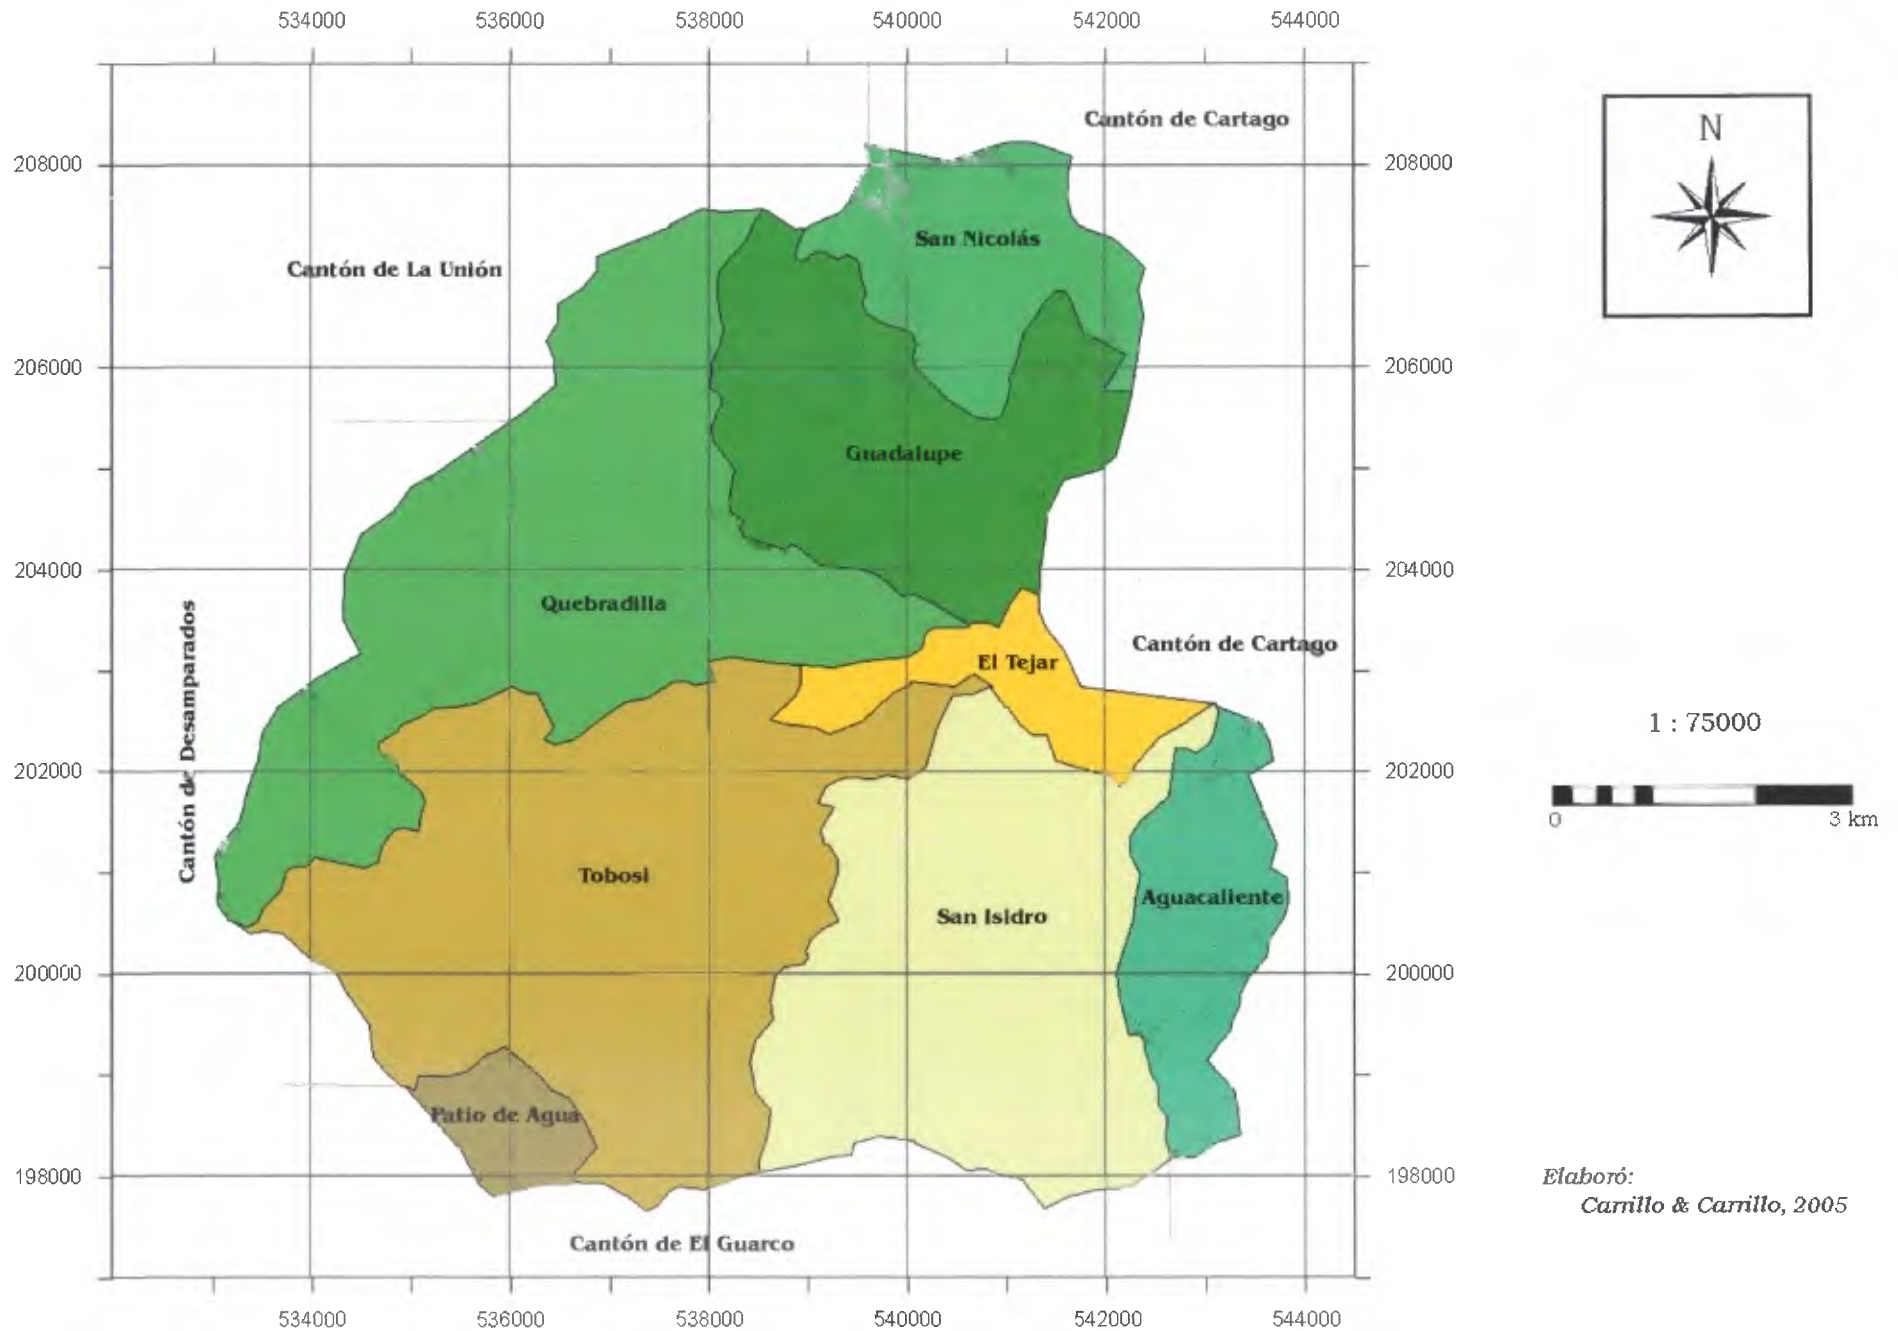 534000 536000 538000 540000 542000 544000
Cantón de Cartago
N
208000 208000
San Nicolás
Cantón de La Unión
206000 206000
Guadalupe
204000 204000
Quebradilla
Cantón de Desamparados
Cantón de Cartago
El Tejar
1 : 75000
202000 202000
0 3 km
Tobosi
Aguacaliente
San Isidro
200000 200000
Patio de Agua
198000 198000
Elaboró:
Carrillo & Carrillo, 2005
Cantón de El Guarco
534000 536000 538000 540000 542000 544000